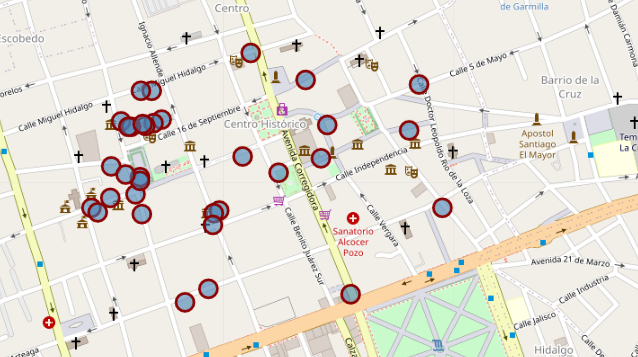 Centro
de Garmilla
Escobedo
Ignacio Allende
Miguel Hidalgo
Calle 5 de Mayo
Damián Carmona
Barrio de la
Cruz
Calle Miguel Hidalgo
Calle 16 de Septiembre
Centro Histórico
Doctor Leopoldo Río de la Loza
Apostol
Santiago
El Mayor
Avenida Corregidora
Calle Independencia
Calle Benito Juárez Sur
Calle Vergara
Sanatorio
Alcocer
Pozo
Avenida 21 de Marzo
Calle Industria
Calle Jalisco
Hidalgo
Arteaga